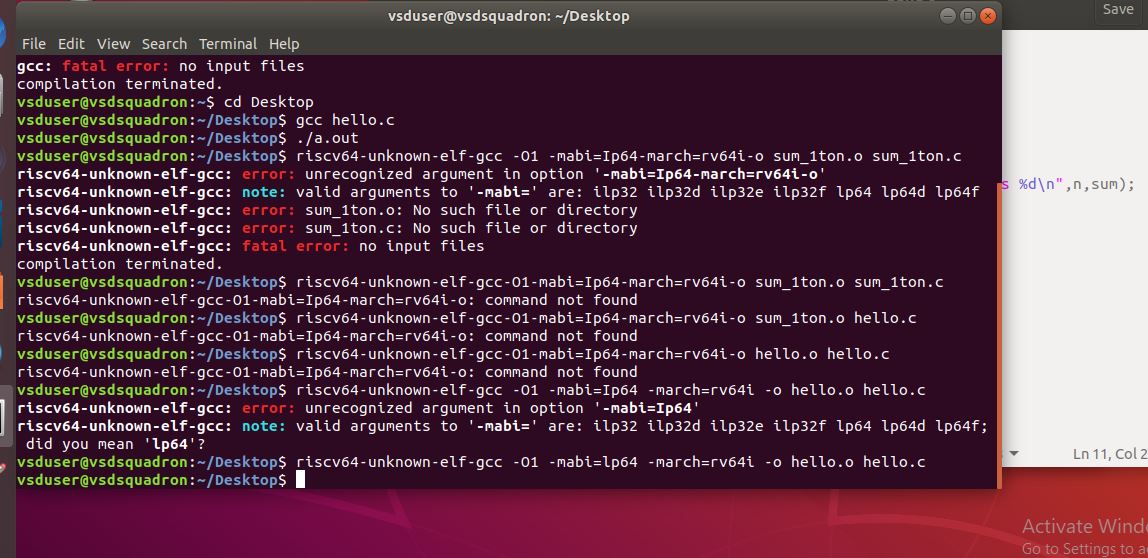 vsduser@vsdsquadron: ~/Desktop
Save
File Edit View Search Terminal Help
gcc: fatal error: no input files
compilation terminated.
vsduser@vsdsquadron:~$ cd Desktop
vsduser@vsdsquadron:~/Desktop$ gcc hello.c
vsduser@vsdsquadron:~/Desktop$ ./a.out
vsduser@vsdsquadron:~/Desktop$ riscv64-unknown-elf-gcc -O1 -mabi=Ip64-march=rv64i-o sum_1ton.o sum_1ton.c
riscv64-unknown-elf-gcc: error: unrecognized argument in option '-mabi=Ip64-march=rv64i-o'
riscv64-unknown-elf-gcc: note: valid arguments to '-mabi=' are: ilp32 ilp32d ilp32e ilp32f lp64 lp64d lp64f
s %d\n",n,sum);
riscv64-unknown-elf-gcc: error: sum_1ton.o: No such file or directory
riscv64-unknown-elf-gcc: error: sum_1ton.c: No such file or directory
riscv64-unknown-elf-gcc: fatal error: no input files
compilation terminated.
vsduser@vsdsquadron:~/Desktop$ riscv64-unknown-elf-gcc-O1-mabi=Ip64-march=rv64i-o sum_1ton.o sum_1ton.c
riscv64-unknown-elf-gcc-O1-mabi=Ip64-march=rv64i-o: command not found
vsduser@vsdsquadron:~/Desktop$ riscv64-unknown-elf-gcc-O1-mabi=Ip64-march=rv64i-o sum_1ton.o hello.c
riscv64-unknown-elf-gcc-O1-mabi=Ip64-march=rv64i-o: command not found
vsduser@vsdsquadron:~/Desktop$ riscv64-unknown-elf-gcc-O1-mabi=Ip64-march=rv64i-o hello.o hello.c
riscv64-unknown-elf-gcc-O1-mabi=Ip64-march=rv64i-o: command not found
vsduser@vsdsquadron:~/Desktop$ riscv64-unknown-elf-gcc -O1 -mabi=Ip64 -march=rv64i -o hello.o hello.c
riscv64-unknown-elf-gcc: error: unrecognized argument in option '-mabi=Ip64'
riscv64-unknown-elf-gcc: note: valid arguments to '-mabi=' are: ilp32 ilp32d ilp32e ilp32f lp64 lp64d lp64f;
did you mean 'lp64'?
vsduser@vsdsquadron:~/Desktop$ riscv64-unknown-elf-gcc -O1 -mabi=lp64 -march=rv64i -o hello.o hello.c
Ln 11, Col 2
vsduser@vsdsquadron:~/Desktop$
Activate Wind
Go to Settings to a